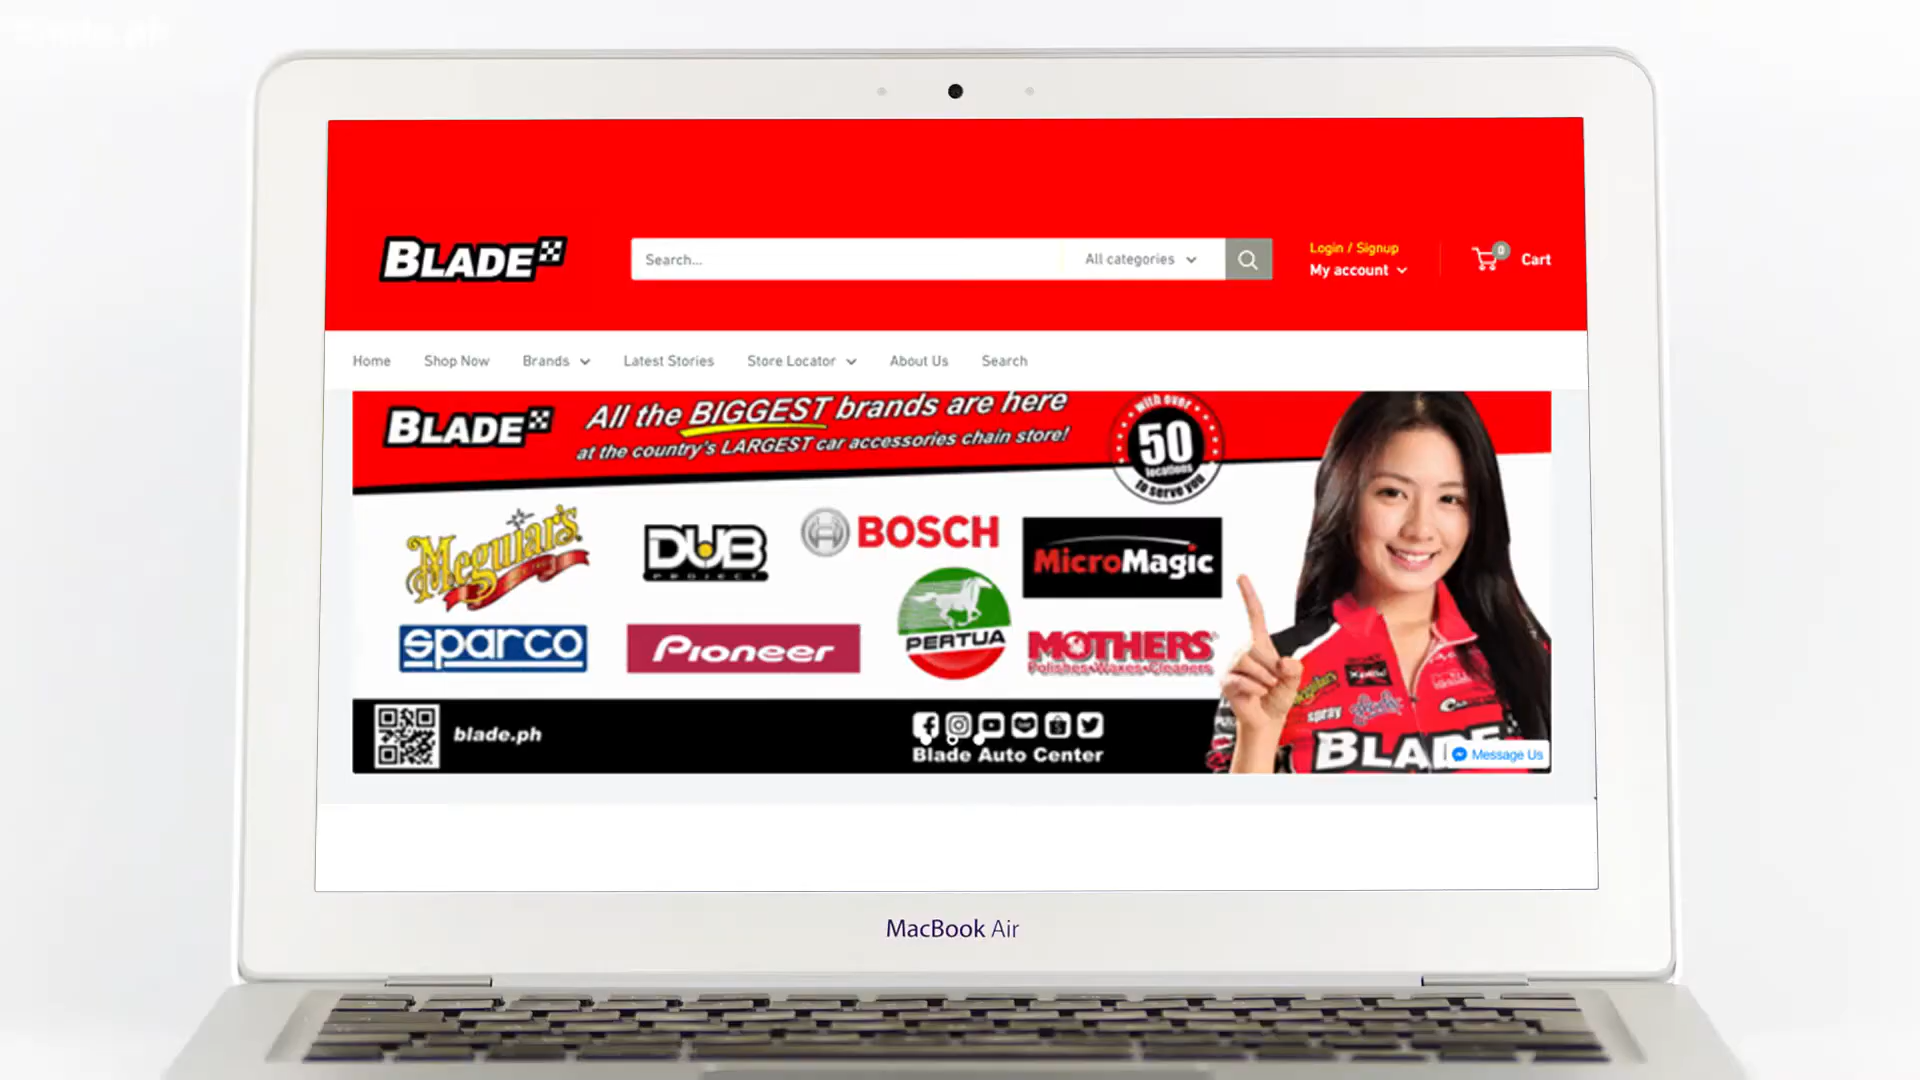 BLADE
Search...
All categories
Login / Signup
My account
0
Cart
Home
Shop Now
Brands
Latest Stories
Store Locator
About Us
Search
BLADE
All the BIGGEST brands are here
at the country's LARGEST car accessories chain store!
with over
50
locations
to serve you
Meguiar's
DUB
PROJECT
BOSCH
MicroMagic
sparco
Pioneer
PERTUA
MOTHERS
Polishes•Waxes•Cleaners
blade.ph
Blade Auto Center
Meguiar's
spray
BLADE
Message Us
MacBook Air